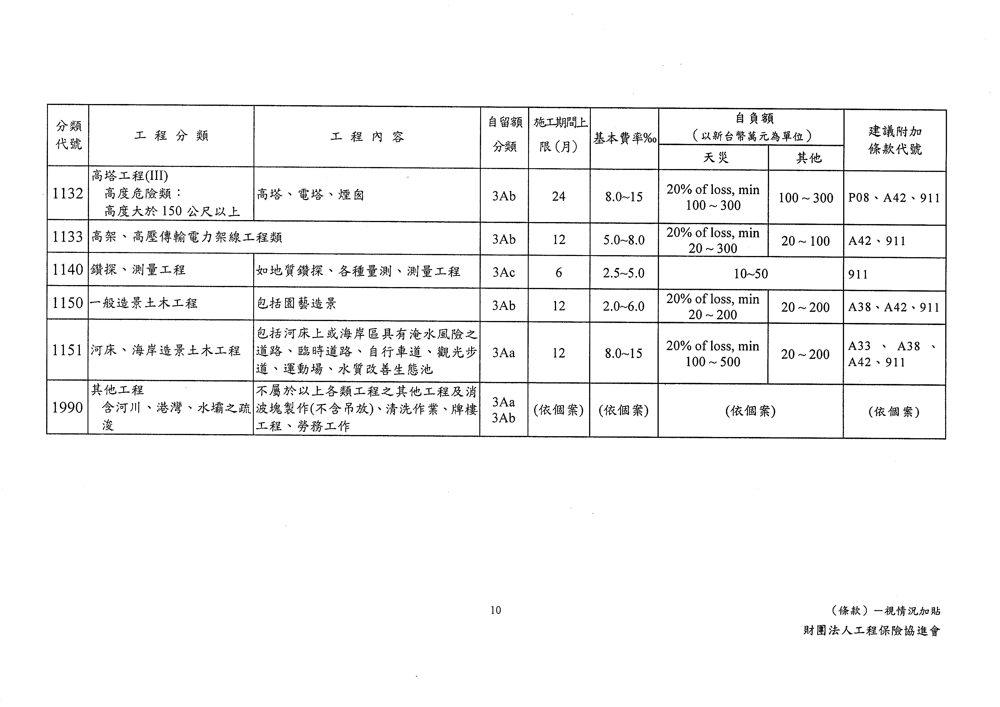 分類
代號
工程分類
工程內容
自留額
分類
施工期間上
限(月)
基本費率‰
自負額
(以新台幣萬元為單位)
天災
其他
建議附加
條款代號
1132
高塔工程(III)
高度危險類：
高度大於 150 公尺以上
高塔、電塔、煙囪
3Ab
24
8.0~15
20% of loss, min
100～300
100～300
P08、A42、911
1133
高架、高壓傳輸電力架線工程類
3Ab
12
5.0~8.0
20% of loss, min
20～300
20～100
A42、911
1140
鑽探、測量工程
如地質鑽探、各種量測、測量工程
3Ac
6
2.5~5.0
10~50
911
1150
一般造景土木工程
包括園藝造景
3Ab
12
2.0~6.0
20% of loss, min
20～200
20～200
A38、A42、911
1151
河床、海岸造景土木工程
包括河床上或海岸區具有淹水風險之
道路、臨時道路、自行車道、觀光步
道、運動場、水質改善生態池
3Aa
12
8.0~15
20% of loss, min
100～500
20～200
A33 、 A38 、
A42、911
1990
其他工程
含河川、港灣、水壩之疏
浚
不屬於以上各類工程之其他工程及消
波塊製作(不含吊放)、清洗作業、牌樓
工程、勞務工作
3Aa
3Ab
(依個案)
(依個案)
(依個案)
(依個案)
10
（條款）－視情況加貼
財團法人工程保險協進會